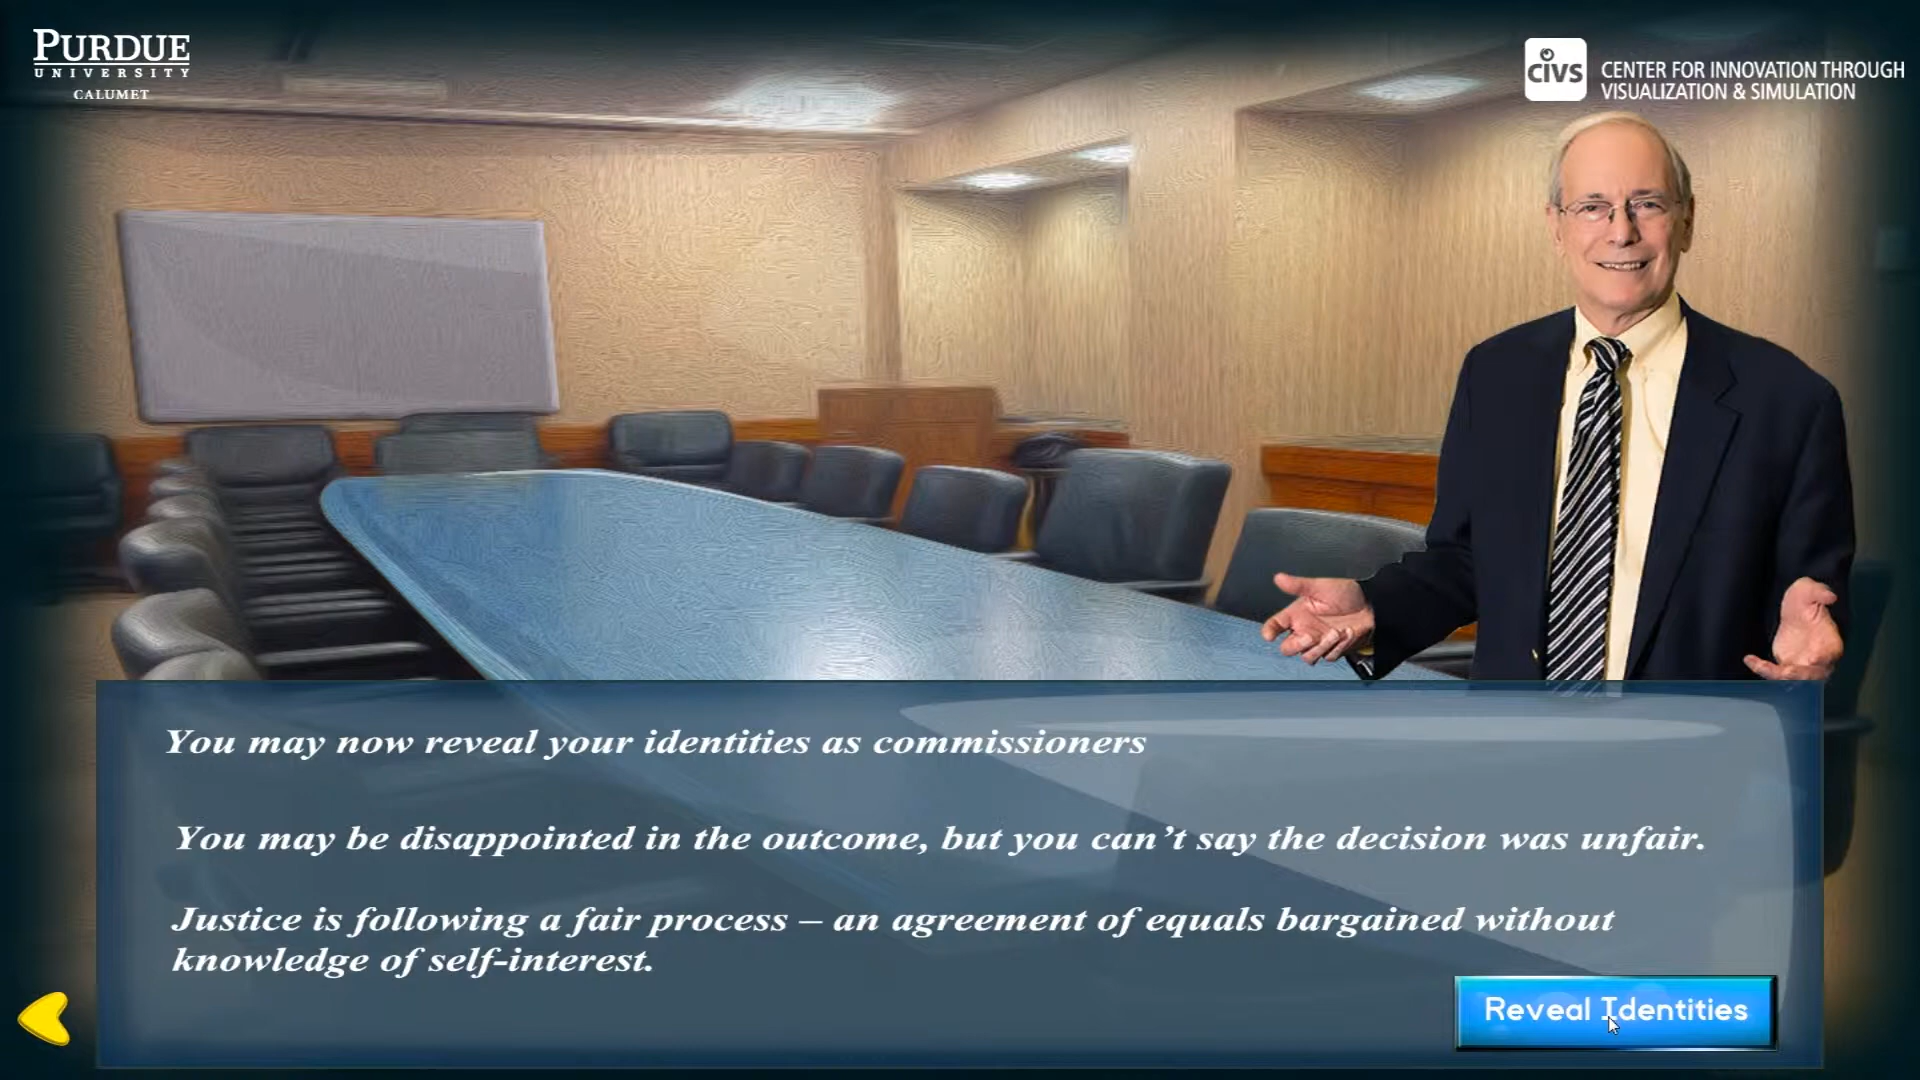 PURDUE
UNIVERSITY
CALUMET
civs
CENTER FOR INNOVATION THROUGH
VISUALIZATION & SIMULATION
You may now reveal your identities as commissioners
You may be disappointed in the outcome, but you can’t say the decision was unfair.
Justice is following a fair process – an agreement of equals bargained without
knowledge of self-interest.
Reveal Identities